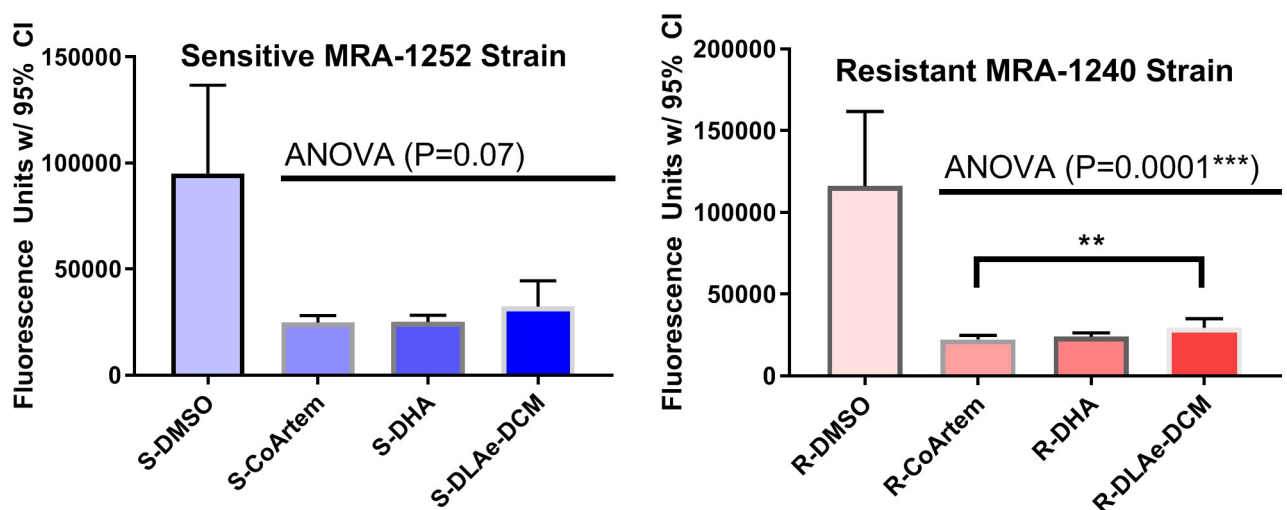 Sensitive MRA-1252 Strain
Fluorescence Units w/ 95% CI
150000
100000
50000
0
ANOVA (P=0.07)
S-DMSO
S-CoArtem
S-DHA
S-DLAe-DCM
Resistant MRA-1240 Strain
Fluorescence Units w/ 95% CI
200000
150000
100000
50000
0
ANOVA (P=0.0001***)
**
R-DMSO
R-CoArtem
R-DHA
R-DLAe-DCM